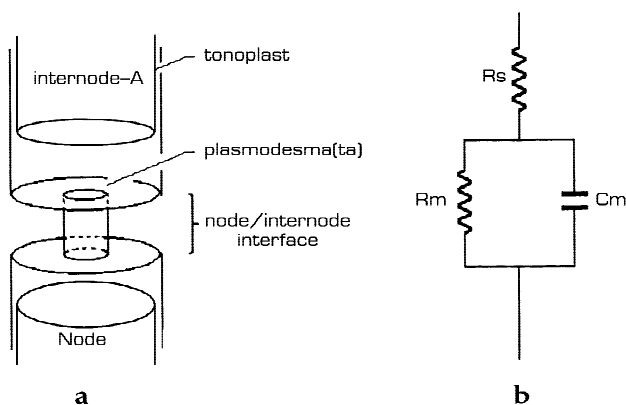 tonoplast
internode-A
plasmodesma(ta)
node/internode
interface
Node
a
Rs
Rm
Cm
b